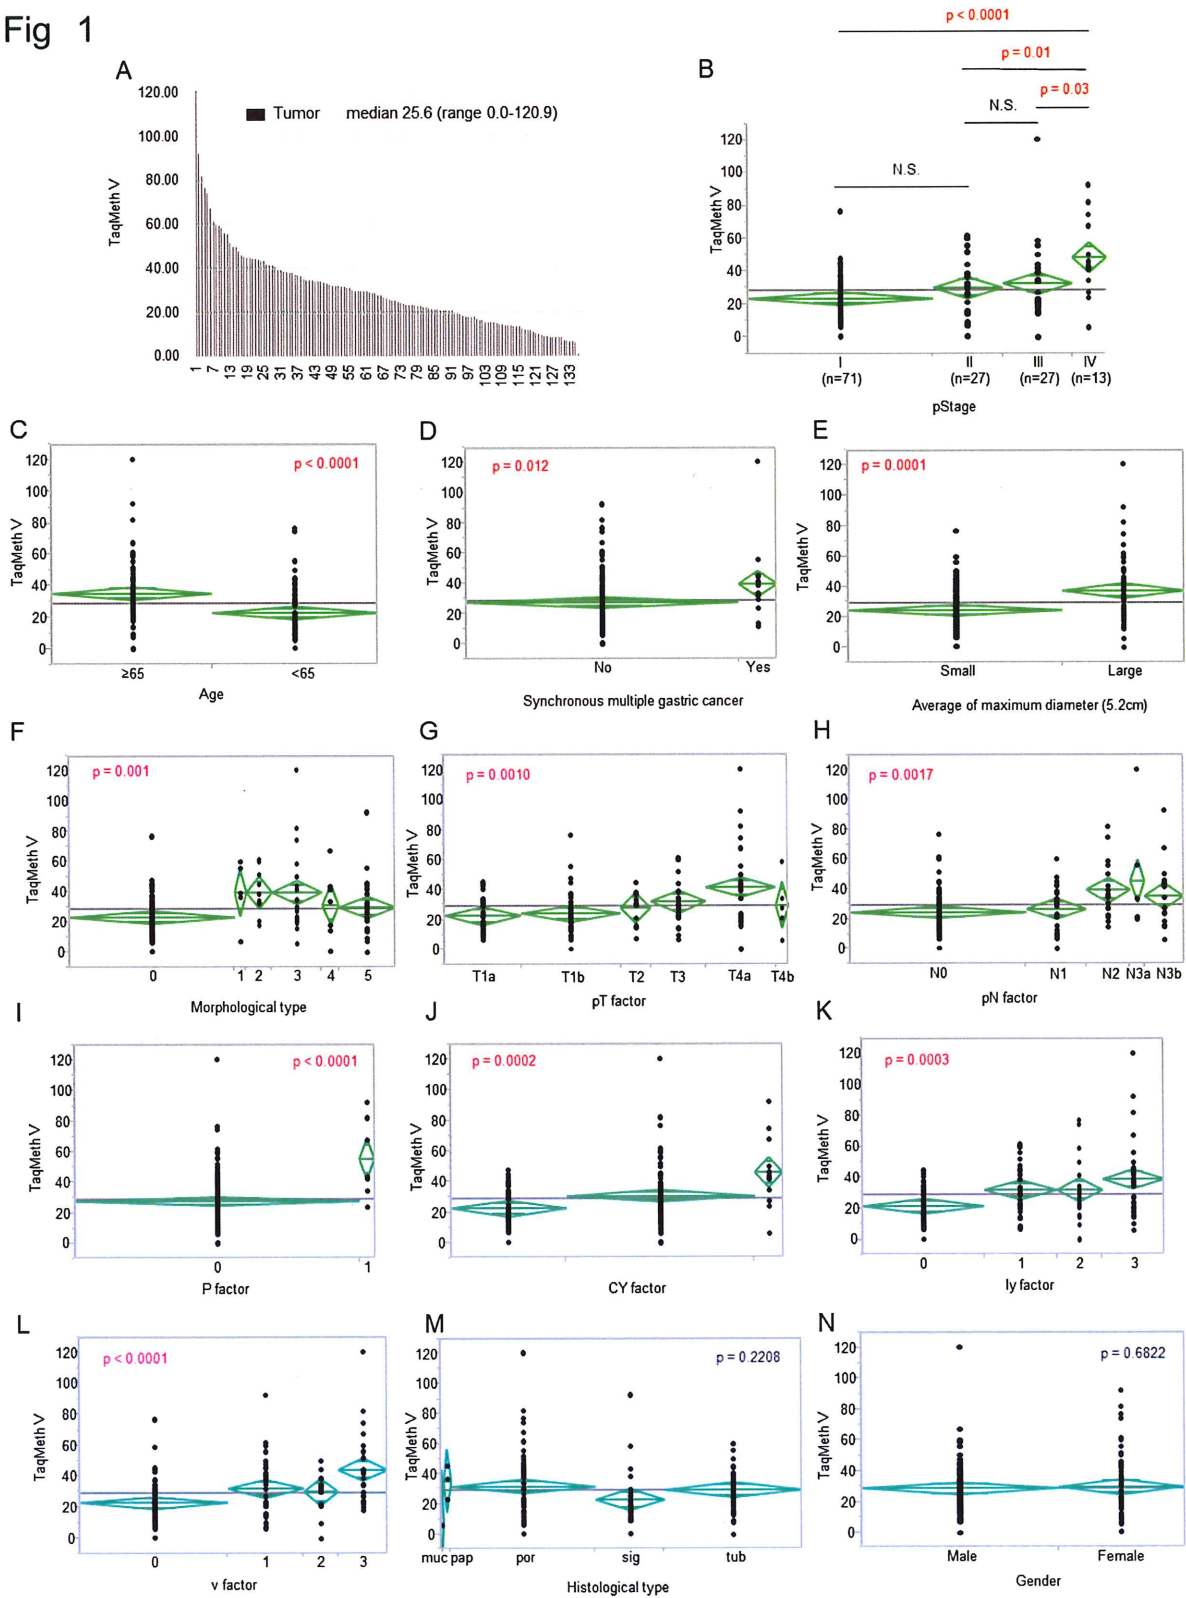 Fig 1
A
120.00
100.00
80.00
60.00
40.00
20.00
0.00
TaqMeth V
Tumor median 25.6 (range 0.0-120.9)
1 7 13 19 25 31 37 43 49 55 61 67 73 79 85 91 97 103 109 115 121 127 133
B
p < 0.0001
p = 0.01
p = 0.03
N.S.
N.S.
120
100
80
60
40
20
0
TaqMeth V
I II III IV
(n=71) (n=27) (n=27) (n=13)
pStage
C
p < 0.0001
120
100
80
60
40
20
0
TaqMeth V
≥65 <65
Age
D
p = 0.012
120
100
80
60
40
20
0
TaqMeth V
No Yes
Synchronous multiple gastric cancer
E
p = 0.0001
120
100
80
60
40
20
0
TaqMeth V
Small Large
Average of maximum diameter (5.2cm)
F
p = 0.001
120
100
80
60
40
20
0
TaqMeth V
0 1 2 3 4 5
Morphological type
G
p = 0.0010
120
100
80
60
40
20
0
TaqMeth V
T1a T1b T2 T3 T4a T4b
pT factor
H
p = 0.0017
120
100
80
60
40
20
0
TaqMeth V
N0 N1 N2 N3a N3b
pN factor
I
p < 0.0001
120
100
80
60
40
20
0
TaqMeth V
0 1
P factor
J
p = 0.0002
120
100
80
60
40
20
0
TaqMeth V
CY factor
K
p = 0.0003
120
100
80
60
40
20
0
TaqMeth V
0 1 2 3
ly factor
L
p < 0.0001
120
100
80
60
40
20
0
TaqMeth V
0 1 2 3
v factor
M
p = 0.2208
120
100
80
60
40
20
0
TaqMeth V
muc pap por sig tub
Histological type
N
p = 0.6822
120
100
80
60
40
20
0
TaqMeth V
Male Female
Gender